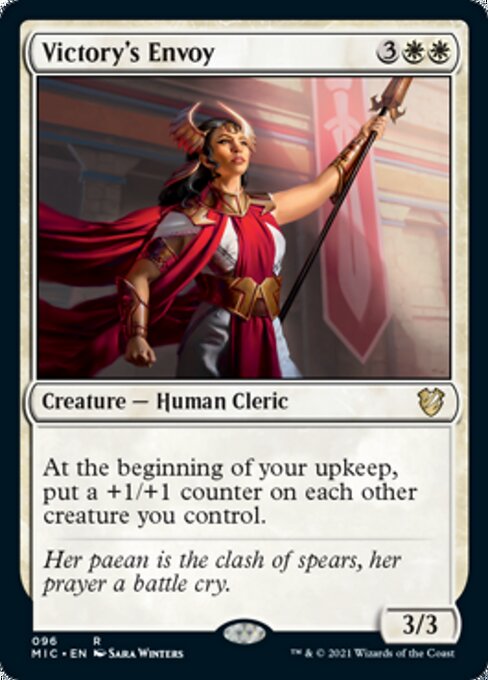 Victory's Envoy 3
Creature — Human Cleric
At the beginning of your upkeep,
put a +1/+1 counter on each other
creature you control.
Her paean is the clash of spears, her
prayer a battle cry.
3/3
096 R
MIC • EN Sara Winters
™ & © 2021 Wizards of the Coast